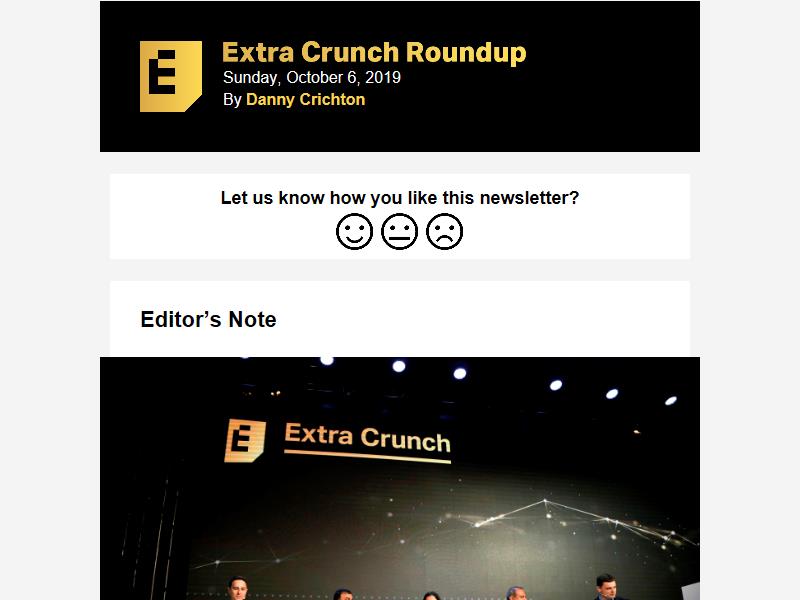 Extra Crunch Roundup
Sunday, October 6, 2019
By Danny Crichton
Let us know how you like this newsletter?
Editor’s Note
Extra Crunch